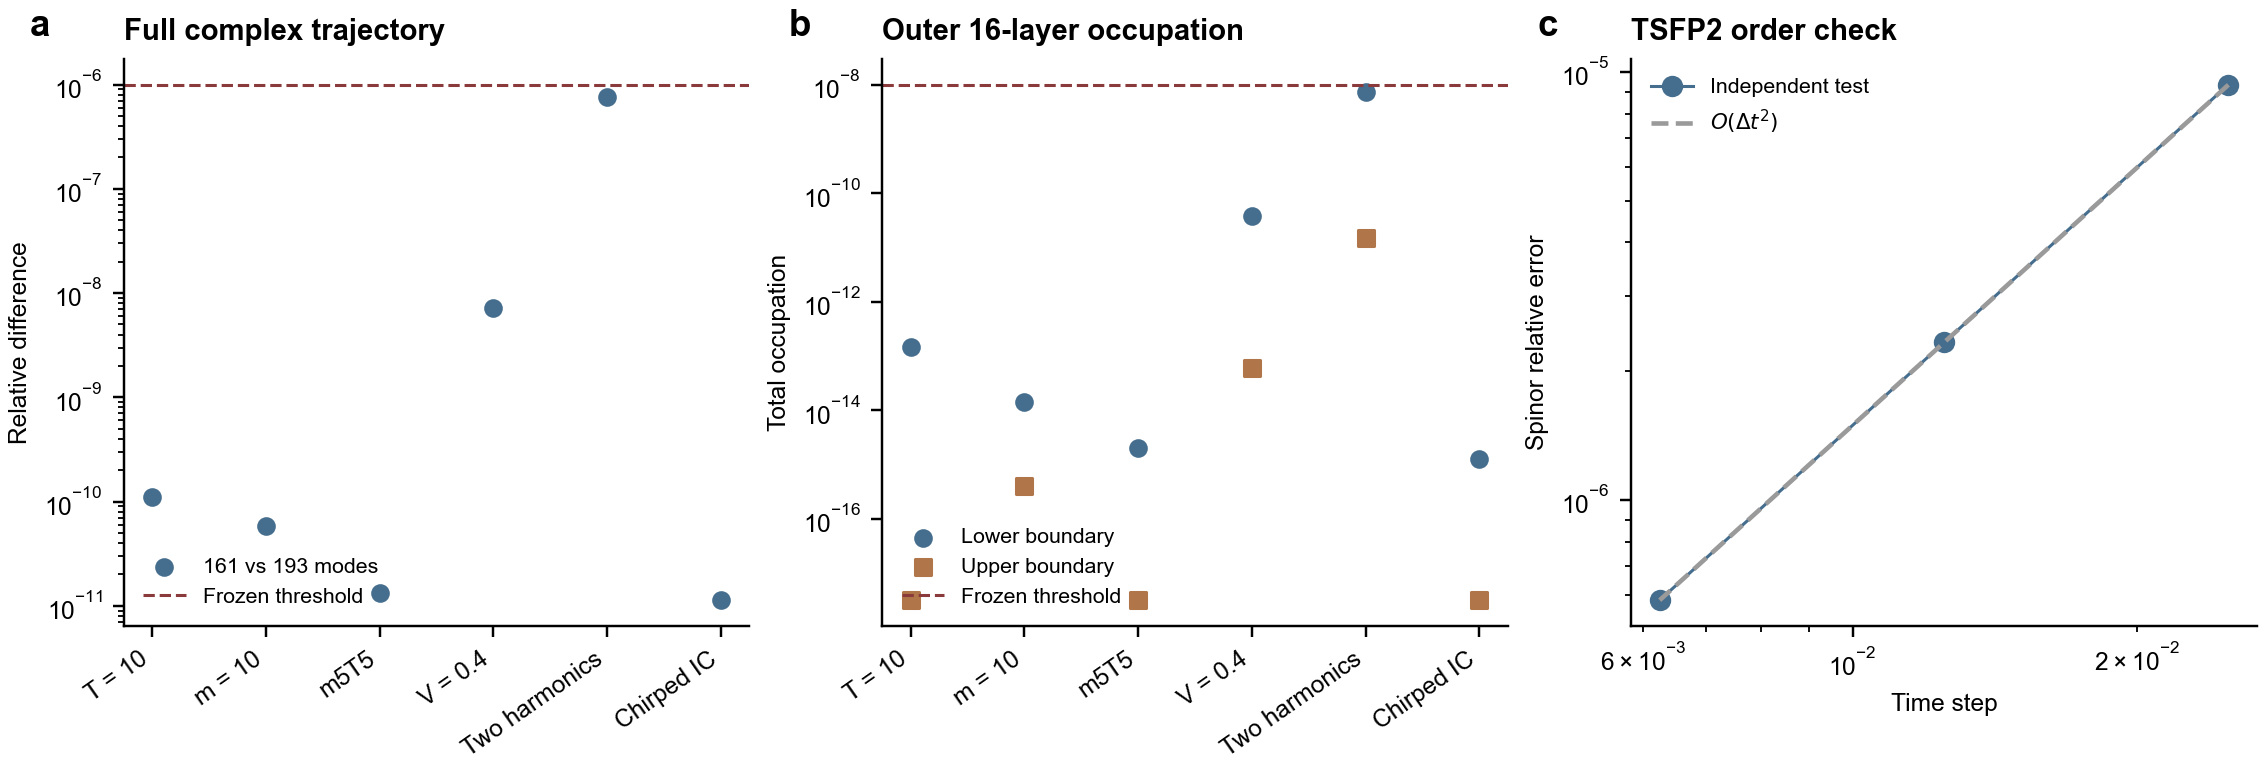 a
Full complex trajectory
Relative difference
10⁻⁶
10⁻⁷
10⁻⁸
10⁻⁹
10⁻¹⁰
10⁻¹¹
161 vs 193 modes
Frozen threshold
T = 10
m = 10
m5T5
V = 0.4
Two harmonics
Chirped IC
b
Outer 16-layer occupation
Total occupation
10⁻⁸
10⁻¹⁰
10⁻¹²
10⁻¹⁴
10⁻¹⁶
Lower boundary
Upper boundary
Frozen threshold
T = 10
m = 10
m5T5
V = 0.4
Two harmonics
Chirped IC
c
TSFP2 order check
Spinor relative error
10⁻⁵
10⁻⁶
Independent test
O(Δt²)
6 × 10⁻³
10⁻²
2 × 10⁻²
Time step